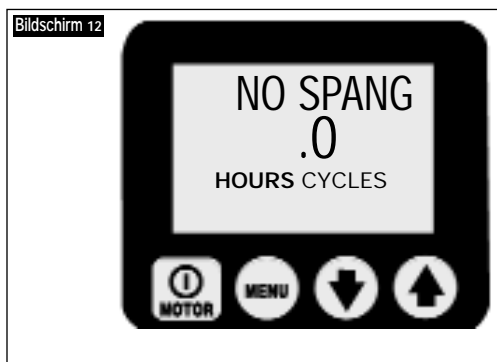 Bildschirm 12
NO SPANG
.0
HOURS CYCLES
MOTOR MENU